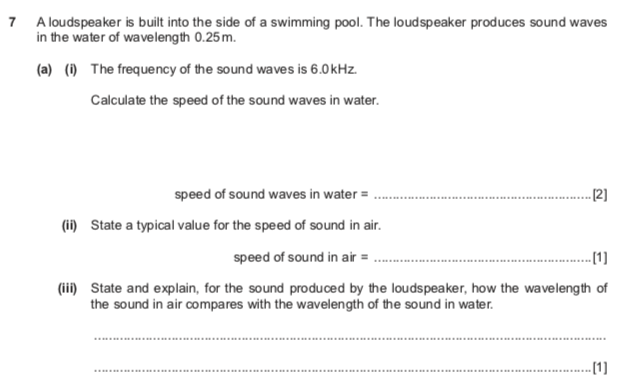 7 A loudspeaker is built into the side of a swimming pool. The loudspeaker produces sound waves
in the water of wavelength 0.25 m.
(a) (i) The frequency of the sound waves is 6.0 kHz.
Calculate the speed of the sound waves in water.
speed of sound waves in water = ........................................................[2]
(ii) State a typical value for the speed of sound in air.
speed of sound in air = ........................................................[1]
(iii) State and explain, for the sound produced by the loudspeaker, how the wavelength of
the sound in air compares with the wavelength of the sound in water.
................................................................................................................................
............................................................................................................................[1]